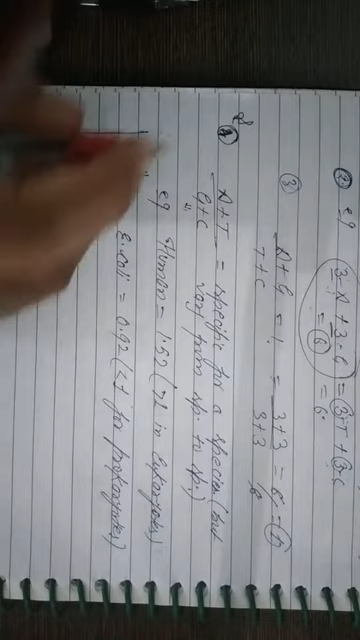 ② eg 3·A + 3·G = 3·T + 3·C
= 6 = 6
③ A+G / T+C = 1 = 3+3 / 3+3 = 6 / 6 = 1
④ A+T / G+C = specific for a species (but
vary from sp. to sp.)
eg Human = 1.52 (>1 in Eukaryotes)
E.coli = 0.92 (<1 for prokaryotes)